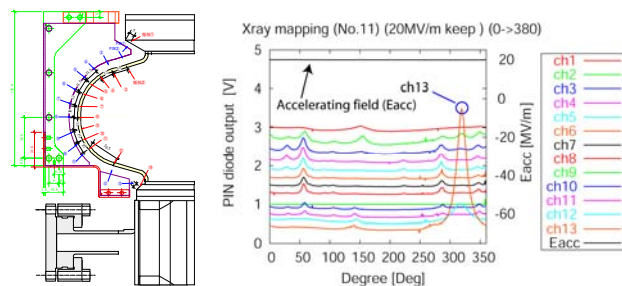 Xray mapping (No.11) (20MV/m keep ) (0->380)
PIN diode output [V]
5
4
3
2
1
0
ch13
Accelerating field (Eacc)
20
0
-20
-40
-60
Eacc [MV/m]
0 50 100 150 200 250 300 350
Degree [Deg]
ch1
ch2
ch3
ch4
ch5
ch6
ch7
ch8
ch9
ch10
ch11
ch12
ch13
Eacc